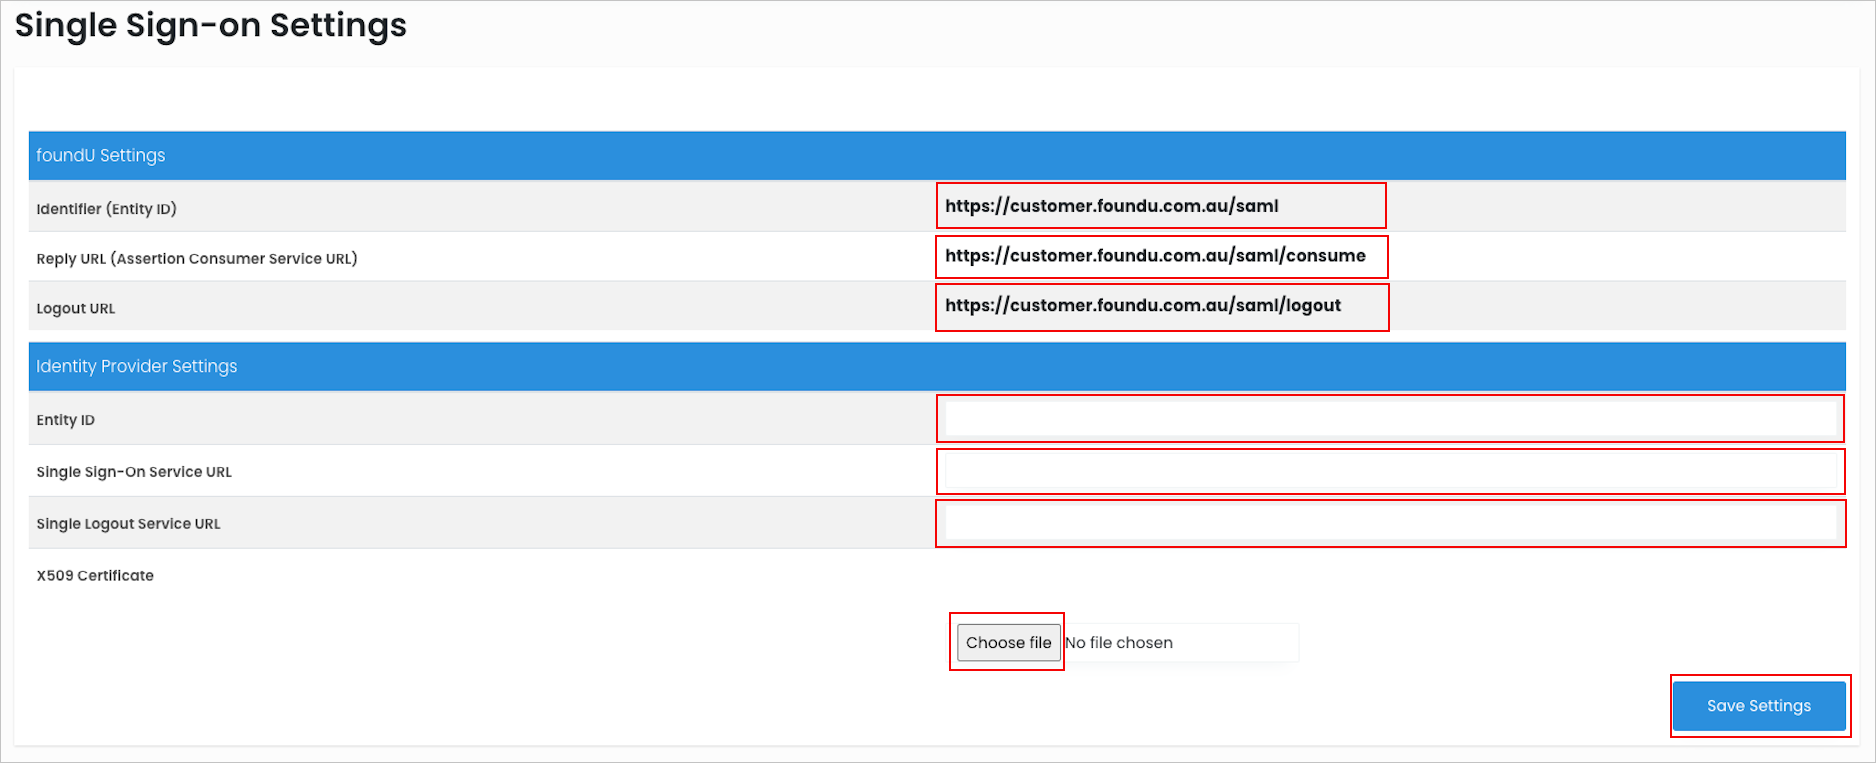 Single Sign-on Settings
foundU Settings
Identifier (Entity ID) https://customer.foundu.com.au/saml
Reply URL (Assertion Consumer Service URL) https://customer.foundu.com.au/saml/consume
Logout URL https://customer.foundu.com.au/saml/logout
Identity Provider Settings
Entity ID
Single Sign-On Service URL
Single Logout Service URL
X509 Certificate
Choose file No file chosen
Save Settings